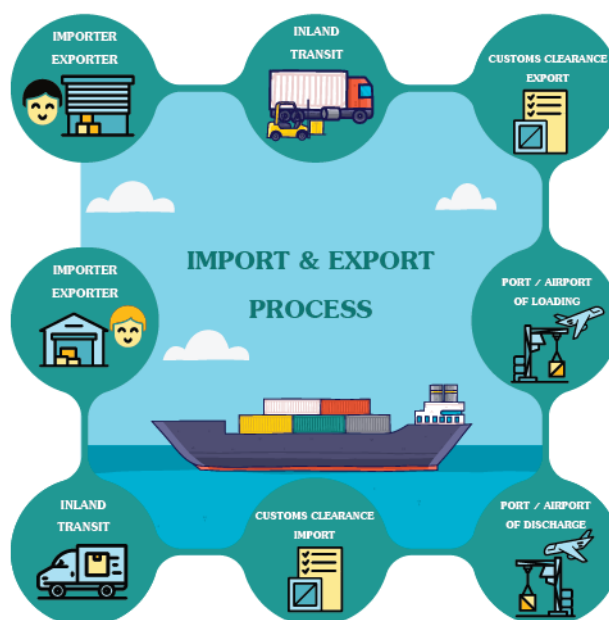 IMPORTER
EXPORTER
INLAND
TRANSIT
CUSTOMS CLEARANCE
EXPORT
IMPORT & EXPORT
PROCESS
IMPORTER
EXPORTER
PORT / AIRPORT
OF LOADING
INLAND
TRANSIT
CUSTOMS CLEARANCE
IMPORT
PORT / AIRPORT
OF DISCHARGE